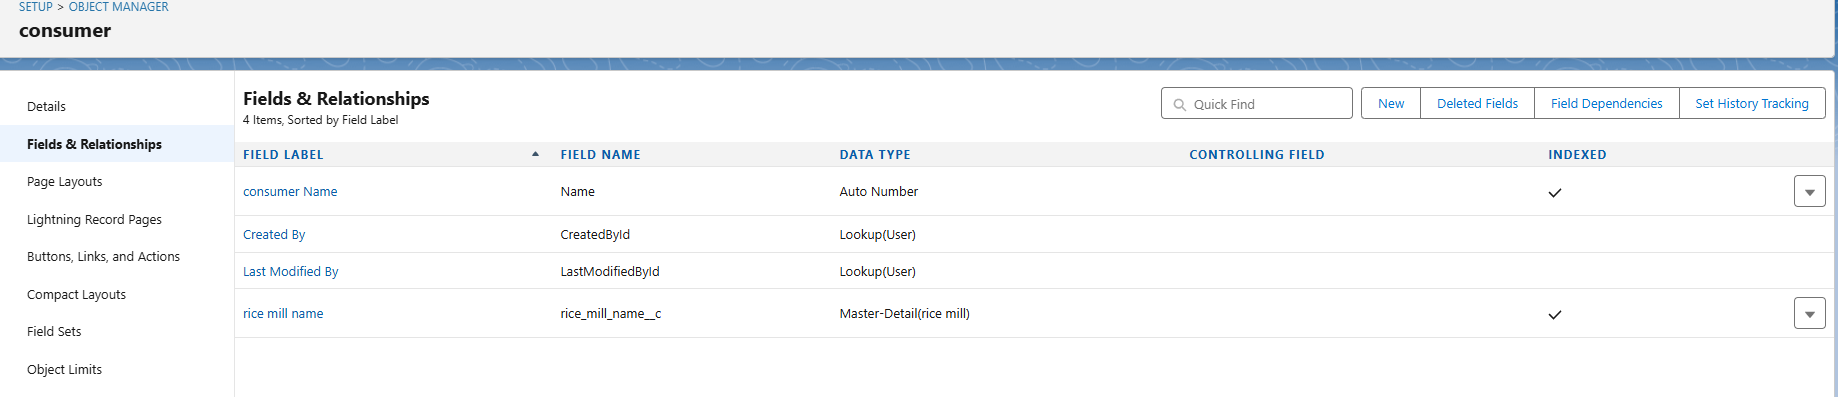 SETUP > OBJECT MANAGER
consumer
Details
Fields & Relationships
Page Layouts
Lightning Record Pages
Buttons, Links, and Actions
Compact Layouts
Field Sets
Object Limits
Fields & Relationships
4 Items, Sorted by Field Label
Quick Find
New Deleted Fields Field Dependencies Set History Tracking
FIELD LABEL FIELD NAME DATA TYPE CONTROLLING FIELD INDEXED
consumer Name Name Auto Number
Created By CreatedById Lookup(User)
Last Modified By LastModifiedById Lookup(User)
rice mill name rice_mill_name__c Master-Detail(rice mill)